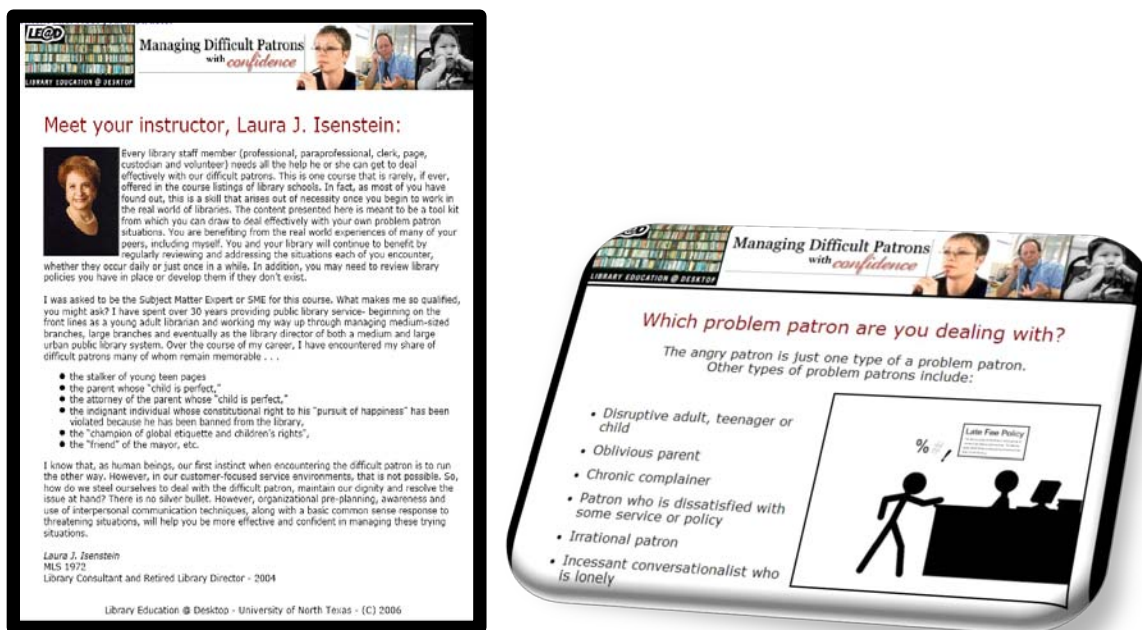 LE@D
Managing Difficult Patrons
with confidence
LIBRARY EDUCATION @ DESKTOP
Meet your instructor, Laura J. Isenstein:
Every library staff member (professional, paraprofessional, clerk, page,
custodian and volunteer) needs all the help he or she can get to deal
effectively with our difficult patrons. This is one course that is rarely, if ever,
offered in the course listings of library schools. In fact, as most of you have
found out, this is a skill that arises out of necessity once you begin to work in
the real world of libraries. The content presented here is meant to be a tool kit
from which you can draw to deal effectively with your own problem patron
situations. You are benefiting from the real world experiences of many of your
peers, including myself. You and your library will continue to benefit by
regularly reviewing and addressing the situations each of you encounter,
whether they occur daily or just once in a while. In addition, you may need to review library
policies you have in place or develop them if they don't exist.
I was asked to be the Subject Matter Expert or SME for this course. What makes me so qualified,
you might ask? I have spent over 30 years providing public library service- beginning on the
front lines as a young adult librarian and working my way up through managing medium-sized
branches, large branches and eventually as the library director of both a medium and large
urban public library system. Over the course of my career, I have encountered my share of
difficult patrons many of whom remain memorable . . .
• the stalker of young teen pages
• the parent whose "child is perfect,"
• the attorney of the parent whose "child is perfect,"
• the indignant individual whose constitutional right to his "pursuit of happiness" has been
violated because he has been banned from the library,
• the "champion of global etiquette and children's rights",
• the "friend" of the mayor, etc.
I know that, as human beings, our first instinct when encountering the difficult patron is to run
the other way. However, in our customer-focused service environments, that is not possible. So,
how do we steel ourselves to deal with the difficult patron, maintain our dignity and resolve the
issue at hand? There is no silver bullet. However, organizational pre-planning, awareness and
use of interpersonal communication techniques, along with a basic common sense response to
threatening situations, will help you be more effective and confident in managing these trying
situations.
Laura J. Isenstein
MLS 1972
Library Consultant and Retired Library Director - 2004
Library Education @ Desktop - University of North Texas - (C) 2006
Managing Difficult Patrons
with confidence
LIBRARY EDUCATION @ DESKTOP
Which problem patron are you dealing with?
The angry patron is just one type of a problem patron.
Other types of problem patrons include:
• Disruptive adult, teenager or
child
• Oblivious parent
• Chronic complainer
• Patron who is dissatisfied with
some service or policy
• Irrational patron
• Incessant conversationalist who
is lonely
%#!
Late Fee Policy